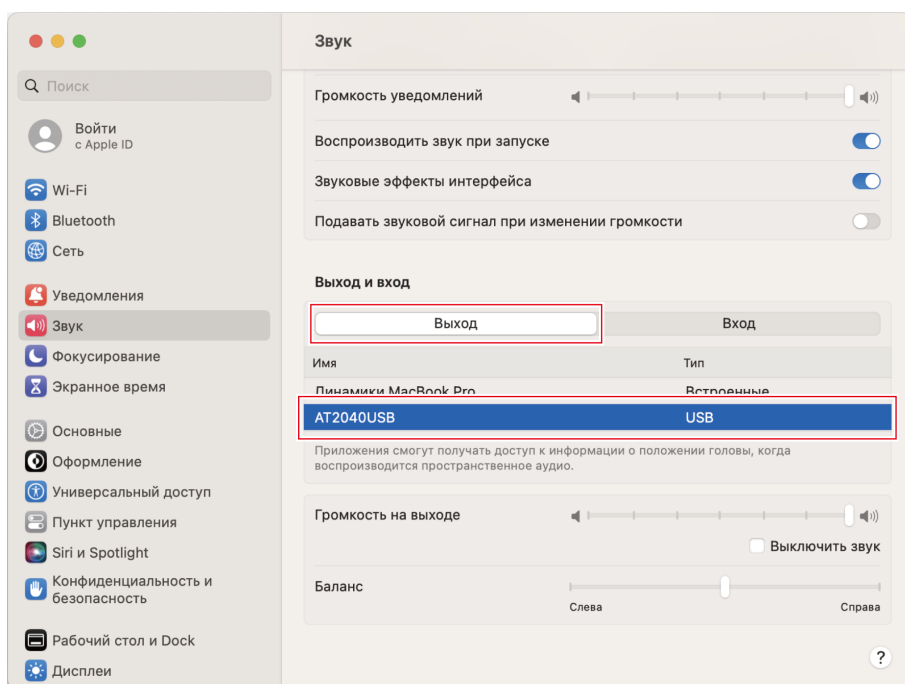 Звук
Поиск
Войти
с Apple ID
Wi-Fi
Bluetooth
Сеть
Уведомления
Звук
Фокусирование
Экранное время
Основные
Оформление
Универсальный доступ
Пункт управления
Siri и Spotlight
Конфиденциальность и
безопасность
Рабочий стол и Dock
Дисплеи
Громкость уведомлений
Воспроизводить звук при запуске
Звуковые эффекты интерфейса
Подавать звуковой сигнал при изменении громкости
Выход и вход
Выход Вход
Имя Тип
Динамики MacBook Pro Встроенные
AT2040USB USB
Приложения смогут получать доступ к информации о положении головы, когда
воспроизводится пространственное аудио.
Громкость на выходе
Выключить звук
Баланс
Слева Справа
?